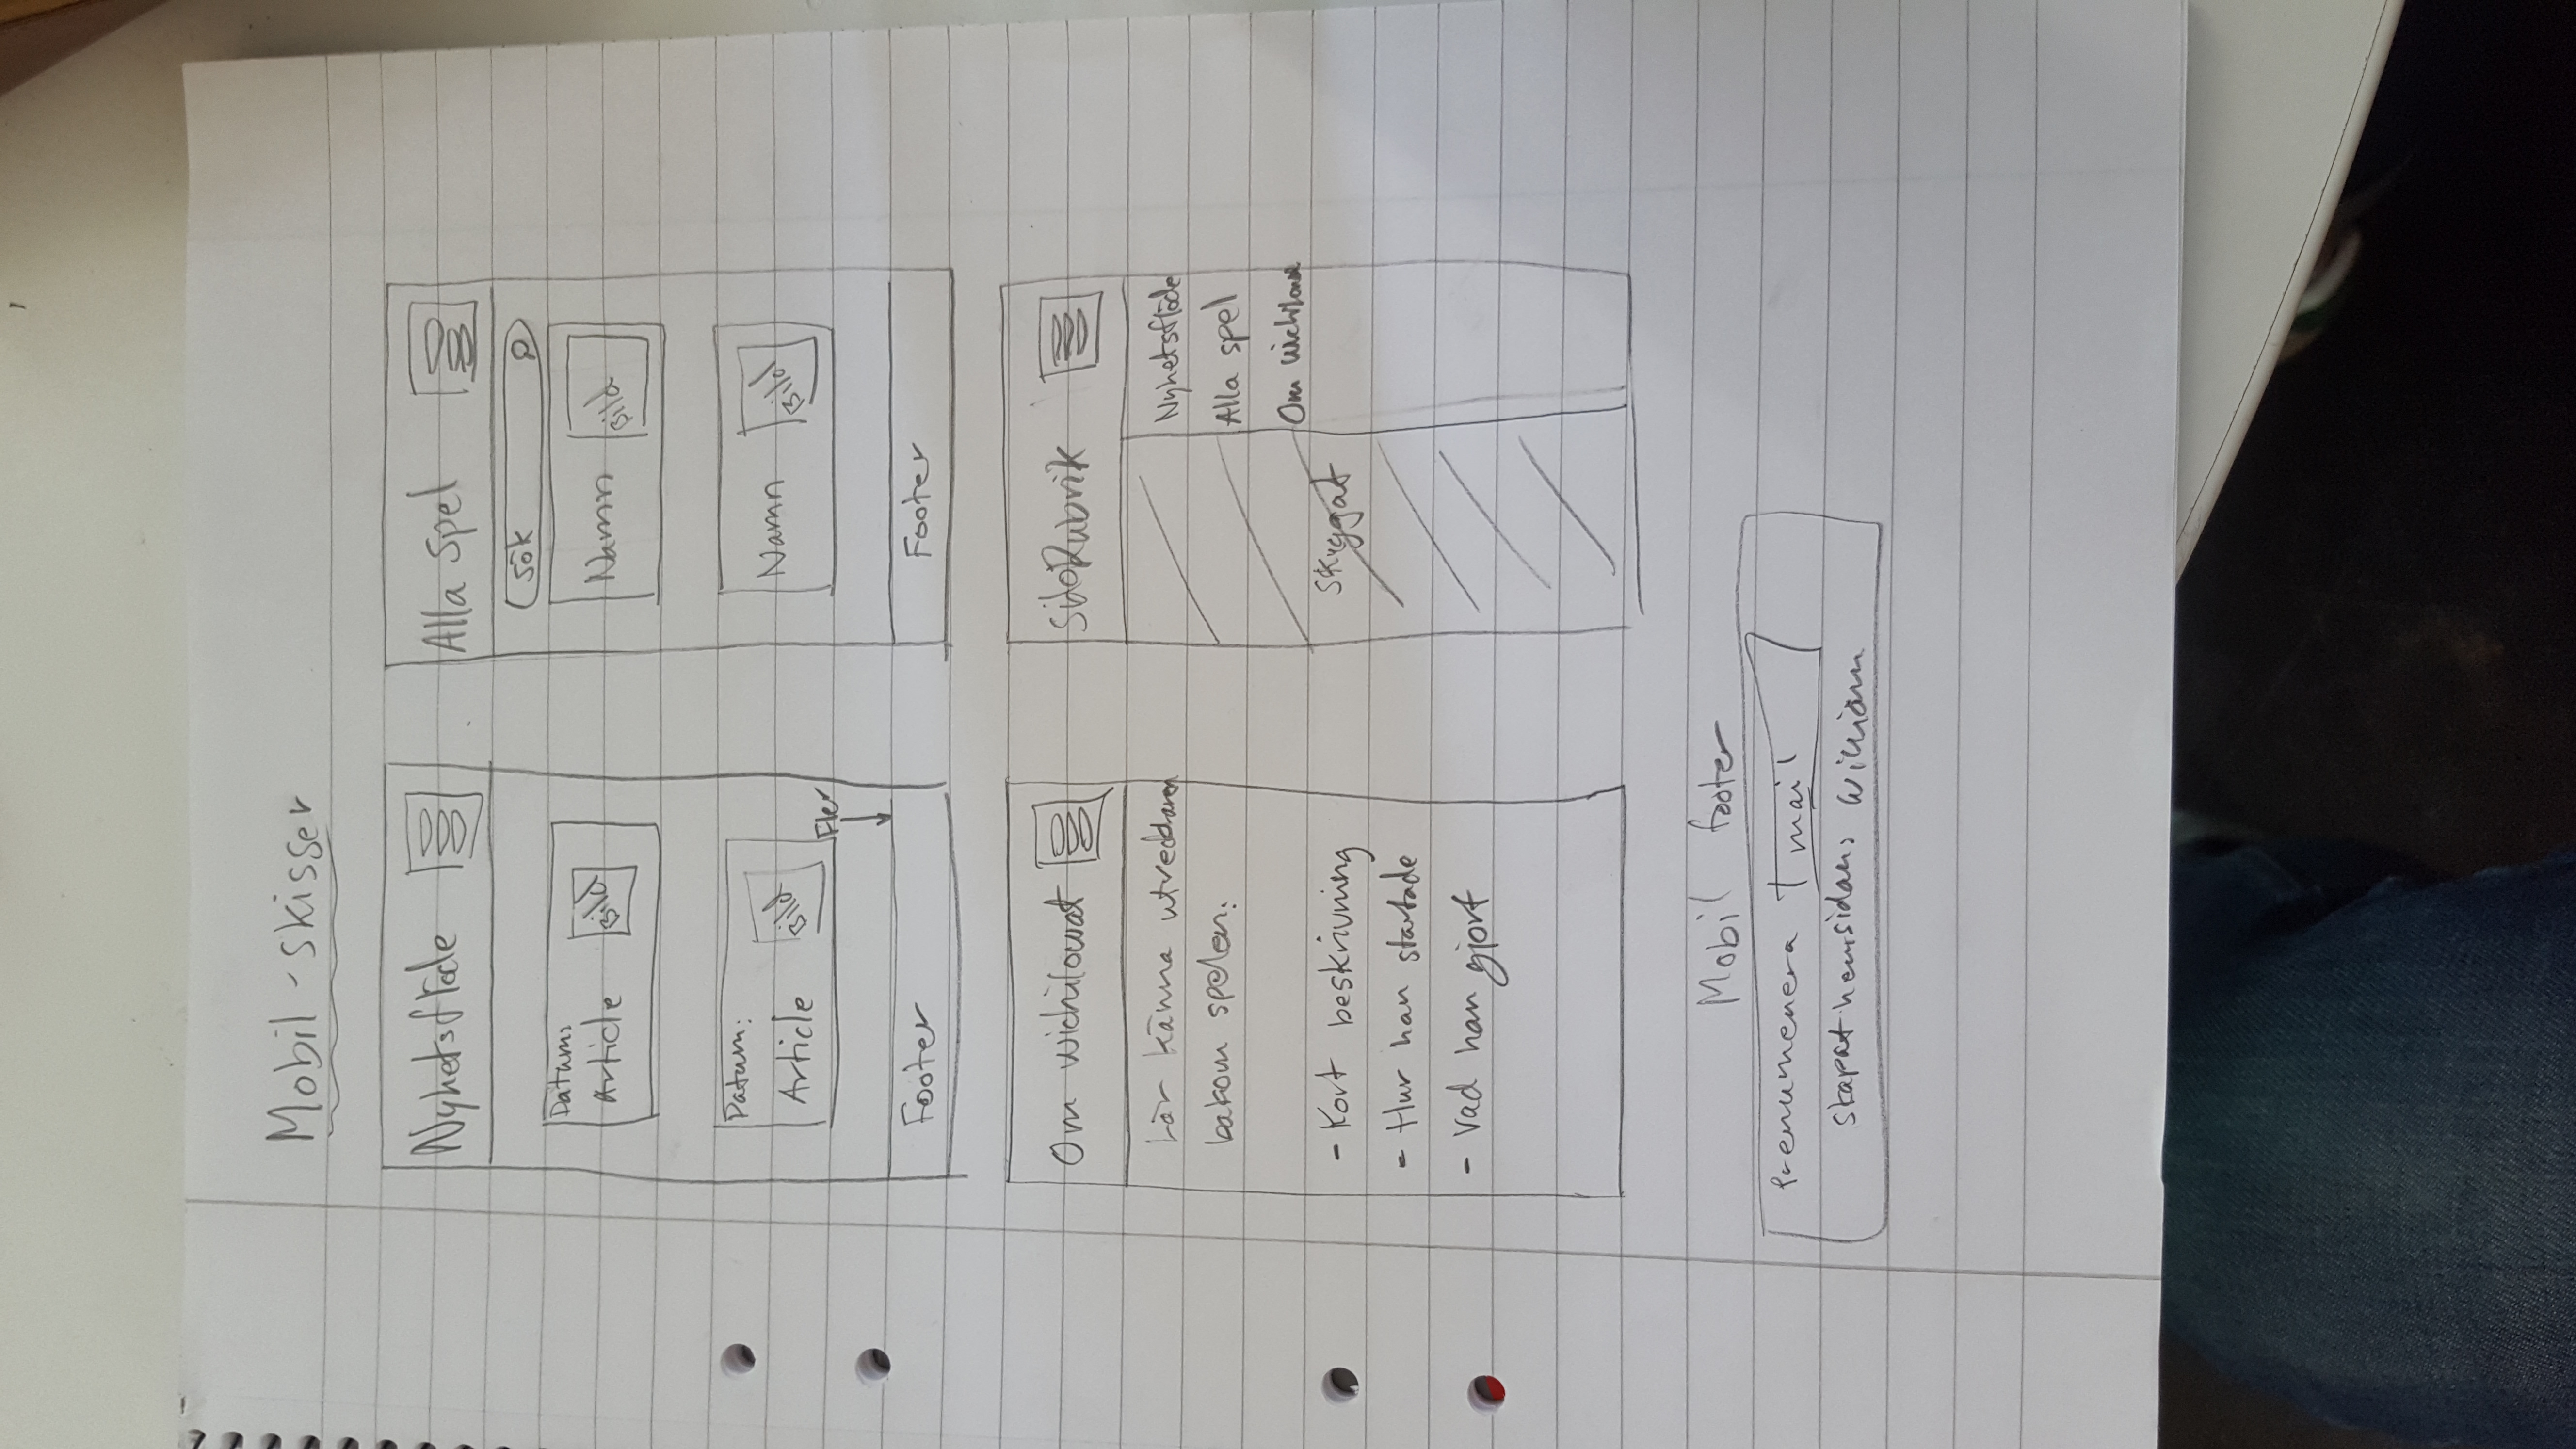 Mobil - skisser
Nyhetsflöde
Datum:
Article
Bild
Datum:
Article
Bild
Fler
Footer
Alla Spel
Sök
Namn
Bild
Namn
Bild
Footer
Om wichilowat
Lär känna
bakom spelen:
- Kort beskrivning
- Hur han startade
- Vad han gjort
SidoRubrik
Nyhetsflöde
Alla spel
Om
Skuggat
Mobil footer
Prenumenera mail
Skapat hemsidan: William